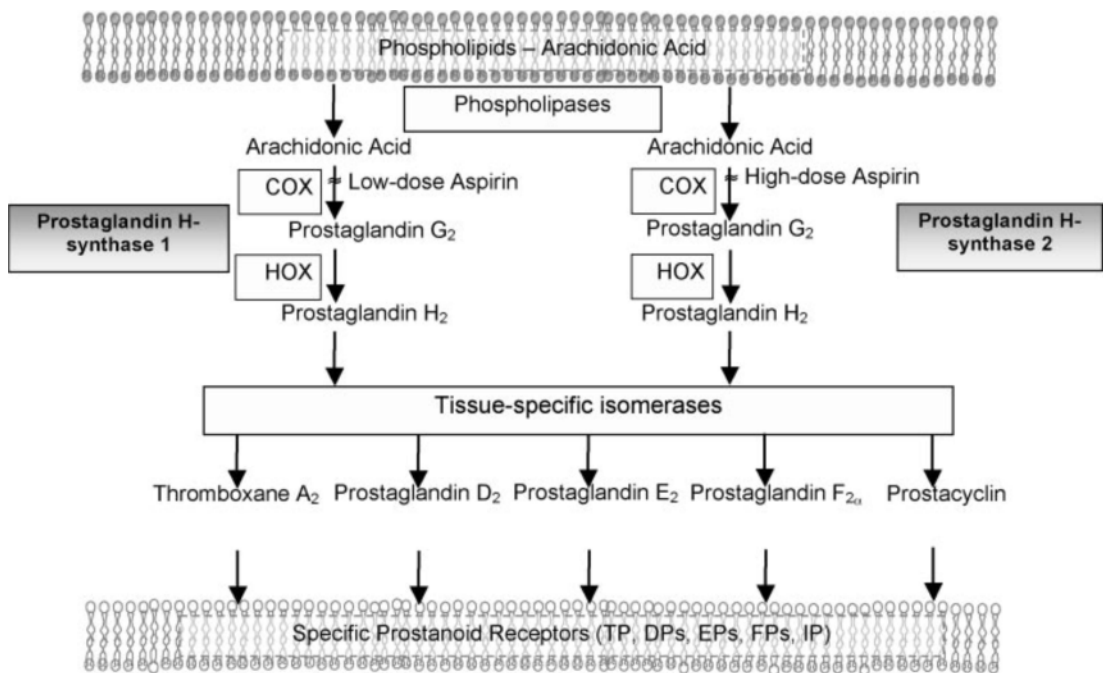 Phospholipids – Arachidonic Acid
Phospholipases
Arachidonic Acid
Arachidonic Acid
COX
≈ Low-dose Aspirin
COX
≈ High-dose Aspirin
Prostaglandin H-
synthase 1
Prostaglandin G₂
Prostaglandin G₂
Prostaglandin H-
synthase 2
HOX
HOX
Prostaglandin H₂
Prostaglandin H₂
Tissue-specific isomerases
Thromboxane A₂
Prostaglandin D₂
Prostaglandin E₂
Prostaglandin F₂α
Prostacyclin
Specific Prostanoid Receptors (TP, DPs, EPs, FPs, IP)